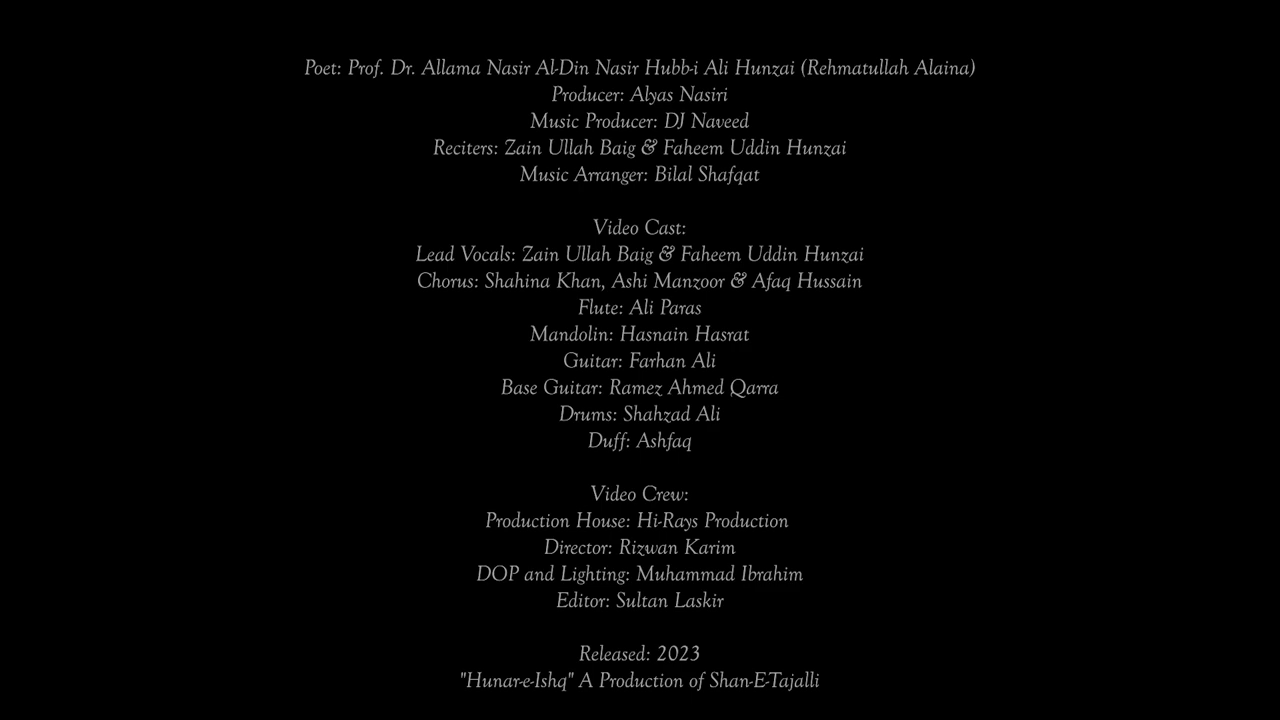 Poet: Prof. Dr. Allama Nasir Al-Din Nasir Hubb-i Ali Hunzai (Rehmatullah Alaina)
Producer: Alyas Nasiri
Music Producer: DJ Naveed
Reciters: Zain Ullah Baig & Faheem Uddin Hunzai
Music Arranger: Bilal Shafqat
Video Cast:
Lead Vocals: Zain Ullah Baig & Faheem Uddin Hunzai
Chorus: Shahina Khan, Ashi Manzoor & Afaq Hussain
Flute: Ali Paras
Mandolin: Hasnain Hasrat
Guitar: Farhan Ali
Base Guitar: Ramez Ahmed Qarra
Drums: Shahzad Ali
Duff: Ashfaq
Video Crew:
Production House: Hi-Rays Production
Director: Rizwan Karim
DOP and Lighting: Muhammad Ibrahim
Editor: Sultan Laskir
Released: 2023
"Hunar-e-Ishq" A Production of Shan-E-Tajalli